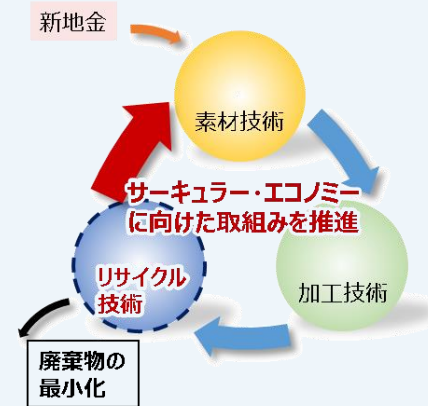 新地金
素材技術
サーキュラー・エコノミー
に向けた取組みを推進
リサイクル
技術
加工技術
廃棄物の
最小化